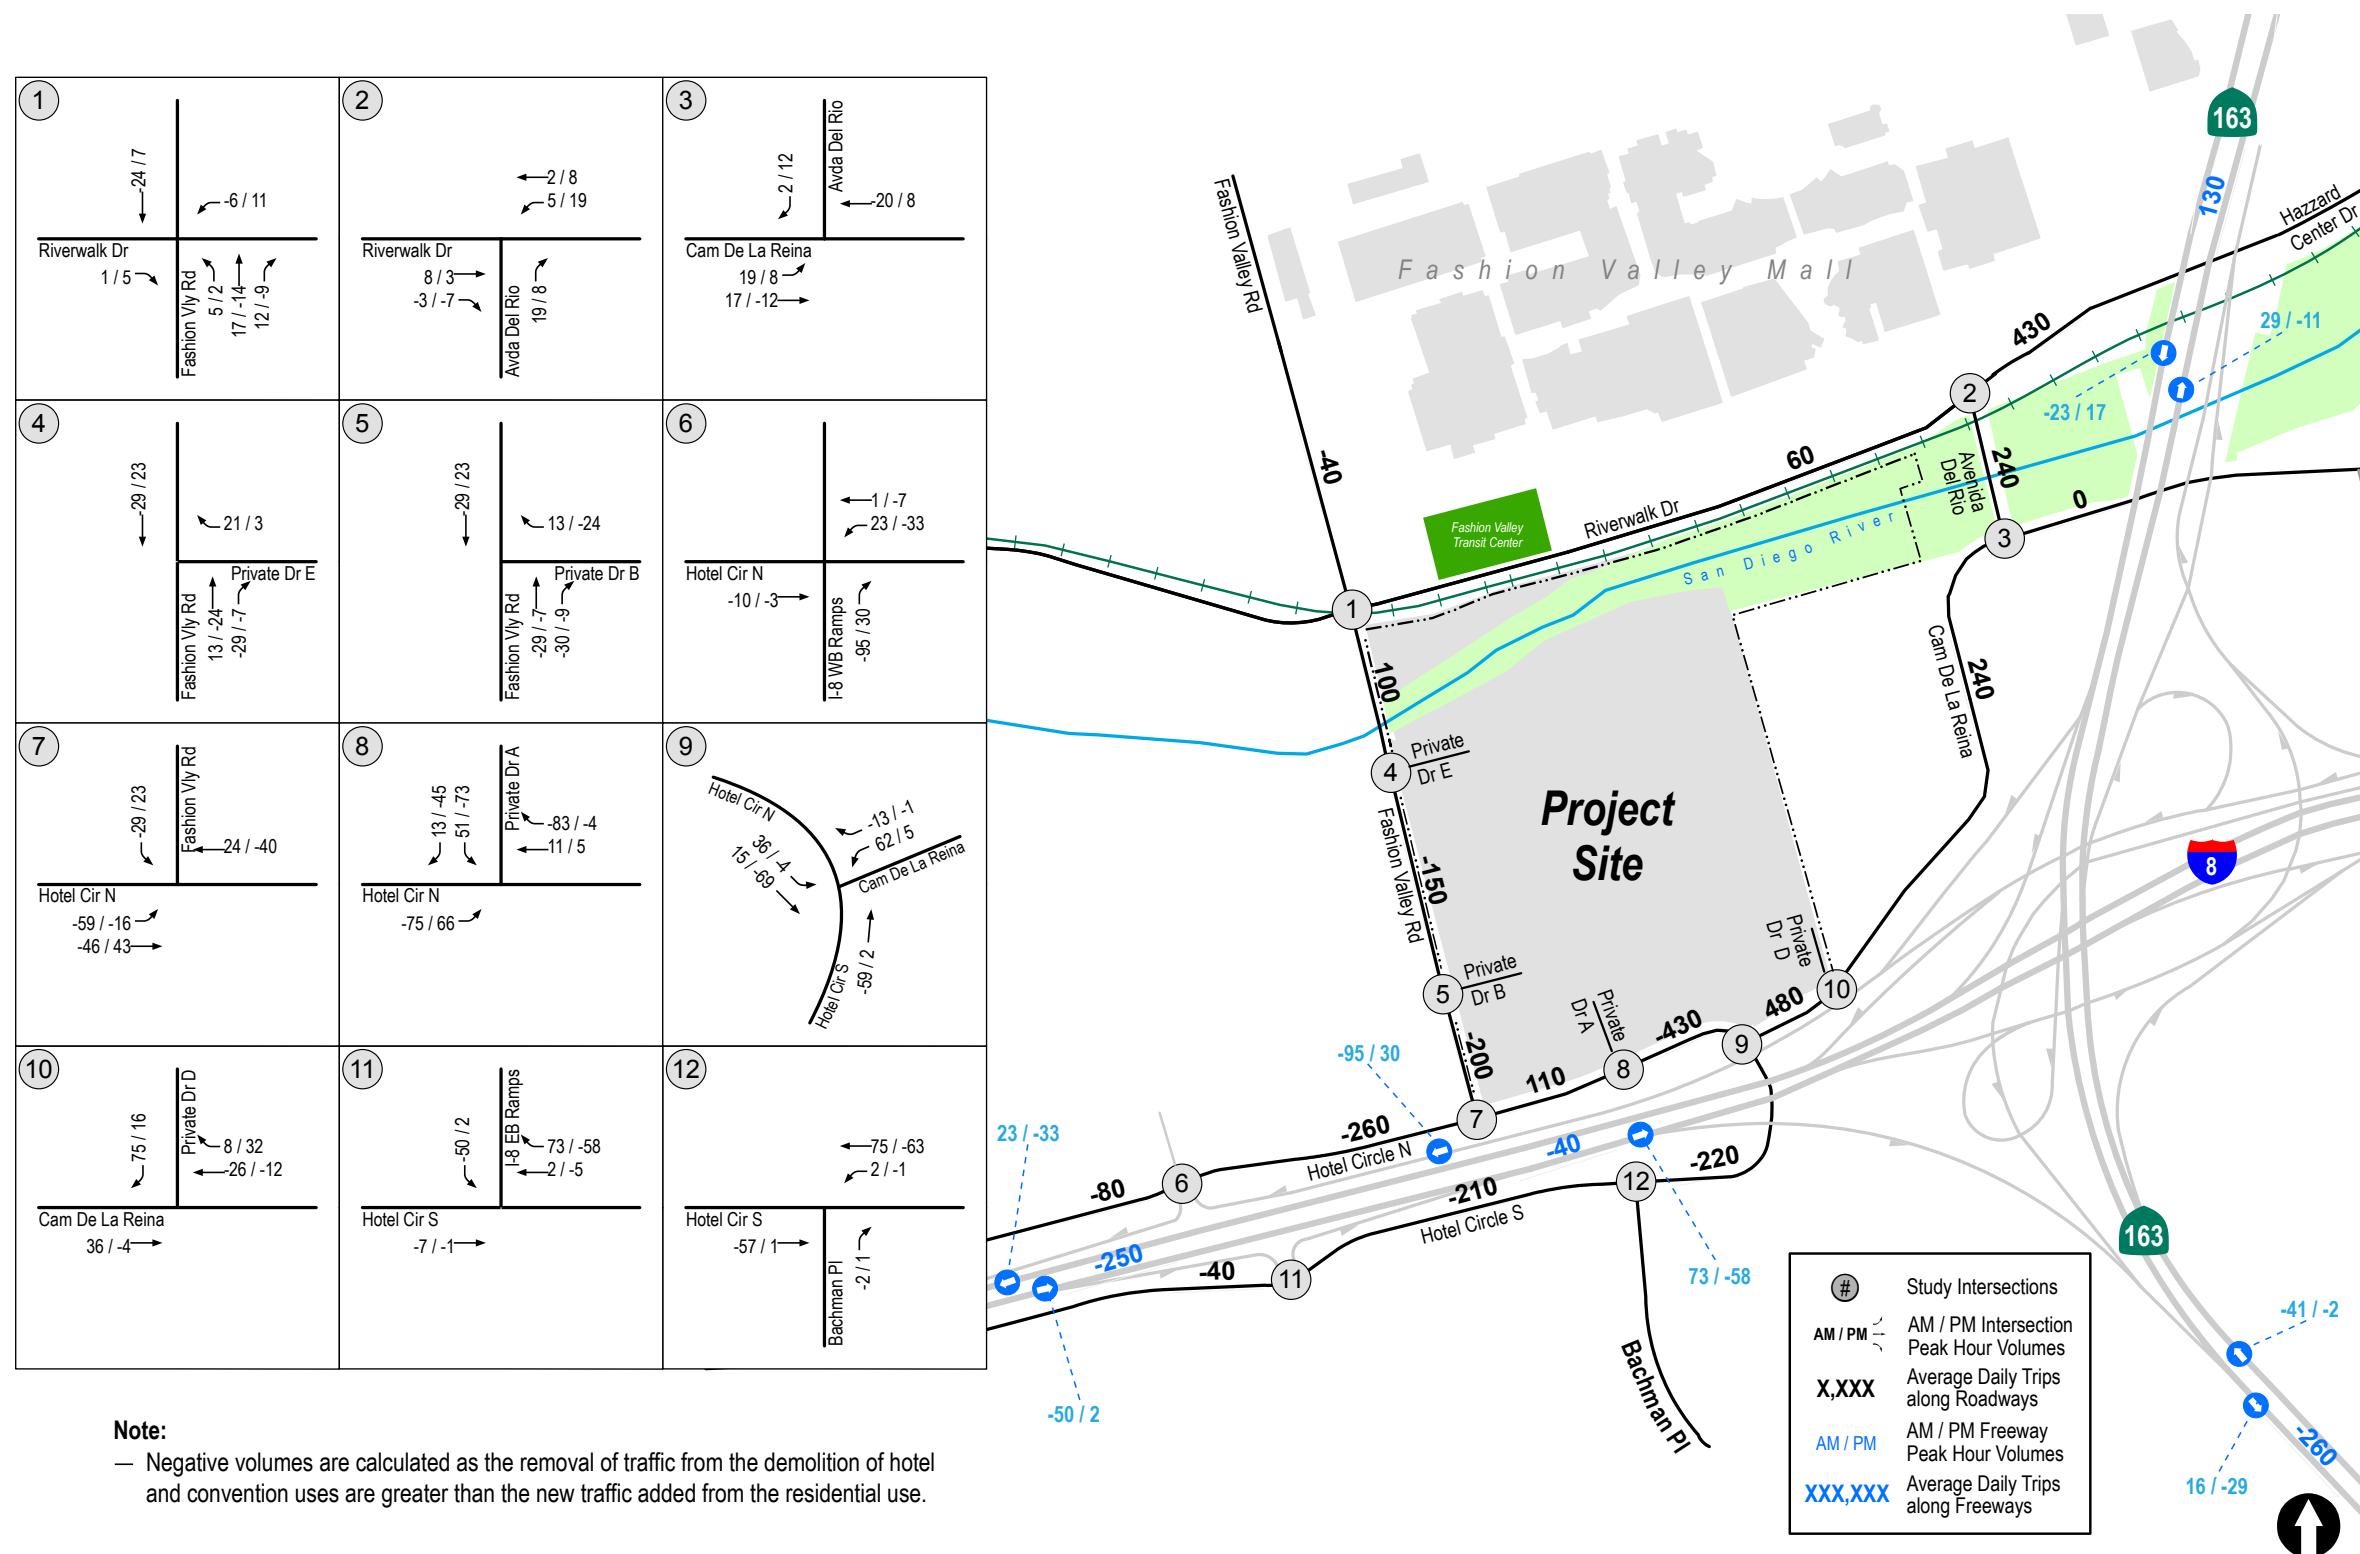 1
-24 / 7
-6 / 11
Riverwalk Dr
1 / 5
Fashion Vly Rd
5 / 2
17 / -14
12 / -9
2
2 / 8
5 / 19
Riverwalk Dr
8 / 3
-3 / -7
Avda Del Rio
19 / 8
3
2 / 12
Avda Del Rio
-20 / 8
Cam De La Reina
19 / 8
17 / -12
4
-29 / 23
21 / 3
Private Dr E
Fashion Vly Rd
13 / -24
-29 / -7
5
-29 / 23
13 / -24
Private Dr B
Fashion Vly Rd
-29 / -7
-30 / -9
6
1 / -7
23 / -33
Hotel Cir N
-10 / -3
I-8 WB Ramps
-95 / 30
7
-29 / 23
Fashion Vly Rd
24 / -40
Hotel Cir N
-59 / -16
-46 / 43
8
13 / -45
51 / -73
Private Dr A
-83 / -4
11 / 5
Hotel Cir N
-75 / 66
9
Hotel Cir N
36 / -4
15 / -69
-13 / -1
62 / 5
Cam De La Reina
Hotel Cir S
-59 / 2
10
75 / 16
Private Dr D
8 / 32
-26 / -12
Cam De La Reina
36 / -4
11
-50 / 2
I-8 EB Ramps
73 / -58
2 / -5
Hotel Cir S
-7 / -1
12
75 / -63
2 / -1
Hotel Cir S
-57 / 1
Bachman Pl
-2 / 1
Note:
— Negative volumes are calculated as the removal of traffic from the demolition of hotel
and convention uses are greater than the new traffic added from the residential use.
163
130
Hazzard
Center Dr
Fashion Valley Rd
Fashion Valley Mall
430
29 / -11
-23 / 17
2
-40
60
Avenida
Del Rio
240
0
3
Fashion Valley
Transit Center
Riverwalk Dr
San Diego River
1
100
Cam De La Reina
240
4
Private
Dr E
Project
Site
8
Fashion Valley Rd
-150
Private
Dr D
5
Private
Dr B
Private
Dr A
10
480
-430
9
-200
-95 / 30
110
8
7
-260
Hotel Circle N
-40
23 / -33
-80
6
-210
Hotel Circle S
12
-220
-250
-40
11
73 / -58
-50 / 2
Bachman Pl
163
-41 / -2
-260
16 / -29
#
Study Intersections
AM / PM
AM / PM Intersection
Peak Hour Volumes
X,XXX
Average Daily Trips
along Roadways
AM / PM
AM / PM Freeway
Peak Hour Volumes
XXX,XXX
Average Daily Trips
along Freeways